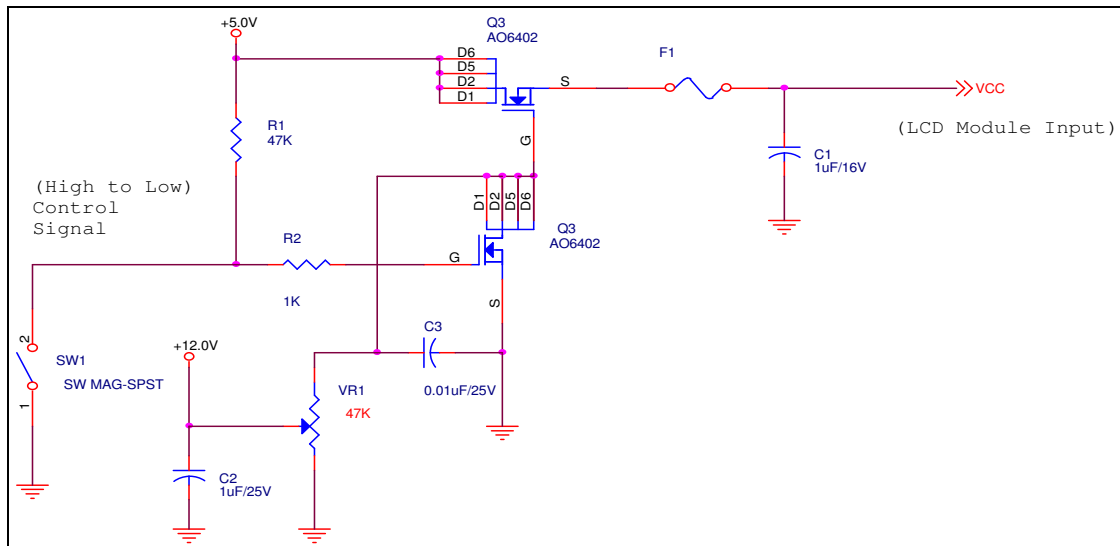 Q3
AO6402
+5.0V
D6
D5
D2
D1
S
F1
VCC
(LCD Module Input)
G
R1
47K
C1
1uF/16V
(High to Low)
Control
Signal
D1
D2
D5
D6
Q3
AO6402
R2
G
1K
S
C3
+12.0V
2
SW1
SW MAG-SPST
1
VR1
47K
0.01uF/25V
C2
1uF/25V